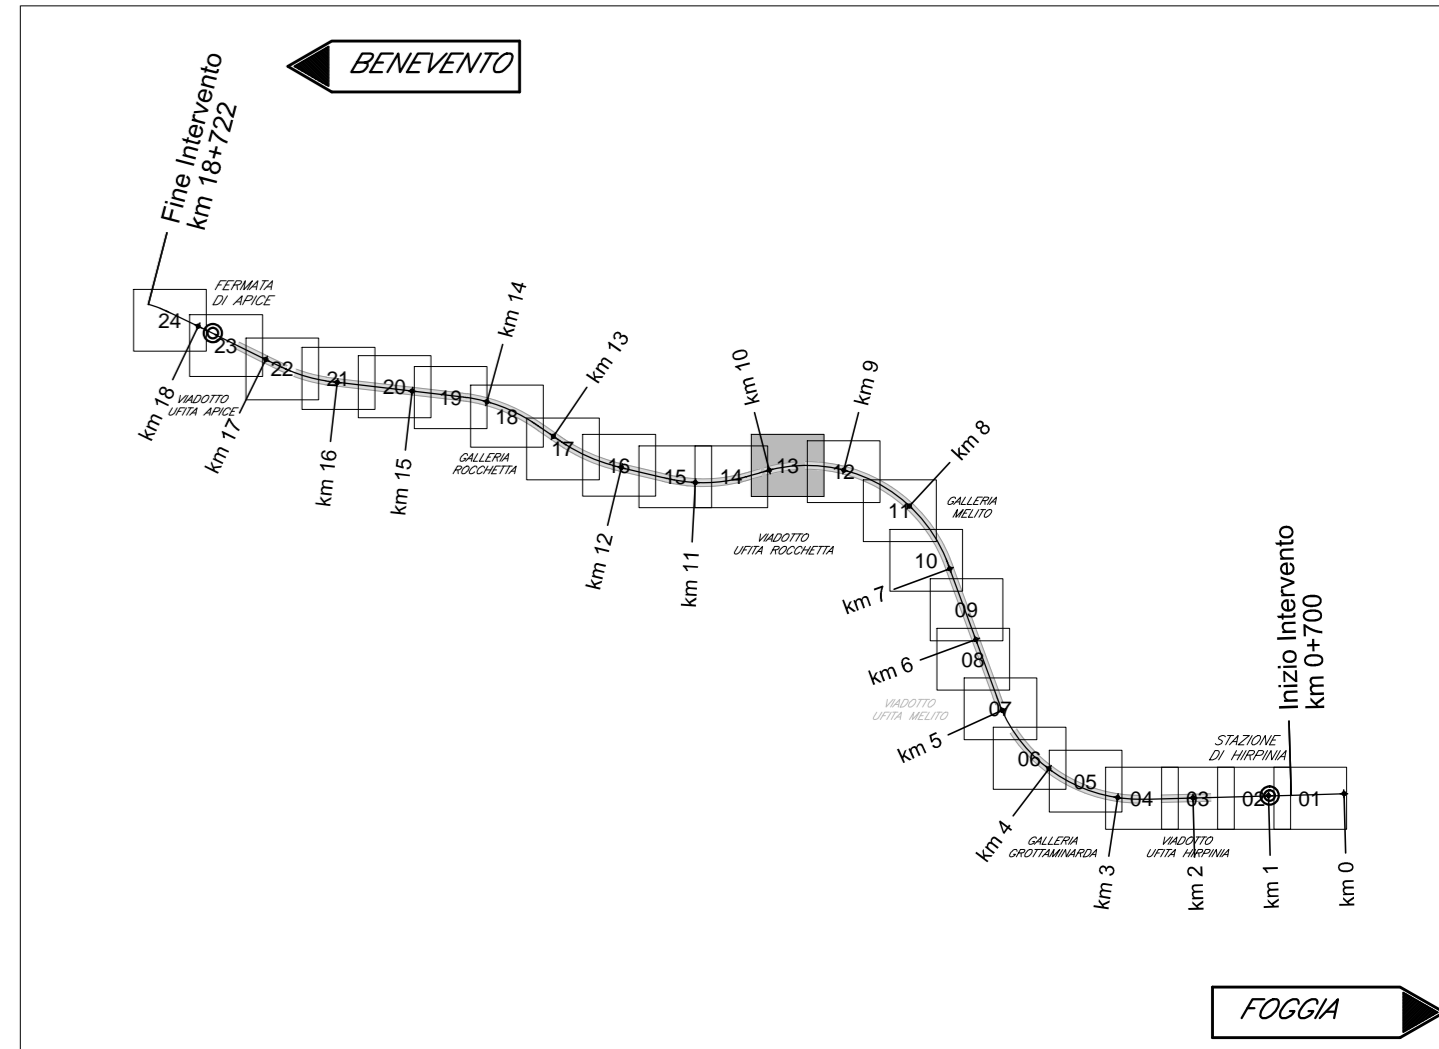 BENEVENTO
Fine Intervento
km 18+722
FERMATA
DI APICE
24
23
22
21
20
19
18
17
16
15
14
13
12
11
10
09
08
07
06
05
04
03
02
01
km 18
VIADOTTO
UFITA APICE
km 17
km 16
km 15
km 14
km 13
GALLERIA
ROCCHETTA
km 12
km 11
km 10
VIADOTTO
UFITA ROCCHETTA
km 9
km 8
GALLERIA
MELITO
km 7
km 6
VIADOTTO
UFITA MELITO
km 5
km 4
GALLERIA
GROTTAMINARDA
km 3
VIADOTTO
UFITA HIRPINIA
km 2
STAZIONE
DI HIRPINIA
Inizio Intervento
km 0+700
km 1
km 0
FOGGIA